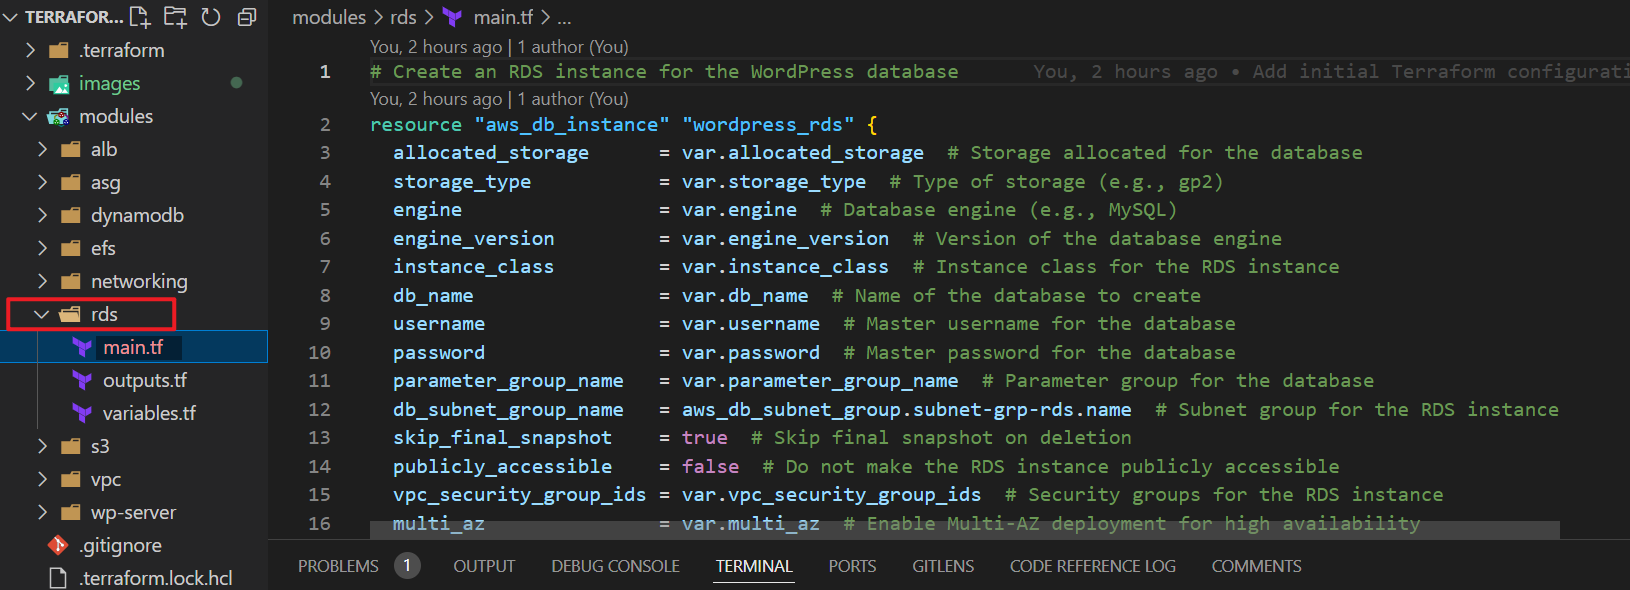 TERRAFOR...
.terraform
images
modules
alb
asg
dynamodb
efs
networking
rds
main.tf
outputs.tf
variables.tf
s3
vpc
wp-server
.gitignore
.terraform.lock.hcl
modules > rds > main.tf > ...
You, 2 hours ago | 1 author (You)
1 # Create an RDS instance for the WordPress database You, 2 hours ago • Add initial Terraform configurati
You, 2 hours ago | 1 author (You)
2 resource "aws_db_instance" "wordpress_rds" {
3 allocated_storage = var.allocated_storage # Storage allocated for the database
4 storage_type = var.storage_type # Type of storage (e.g., gp2)
5 engine = var.engine # Database engine (e.g., MySQL)
6 engine_version = var.engine_version # Version of the database engine
7 instance_class = var.instance_class # Instance class for the RDS instance
8 db_name = var.db_name # Name of the database to create
9 username = var.username # Master username for the database
10 password = var.password # Master password for the database
11 parameter_group_name = var.parameter_group_name # Parameter group for the database
12 db_subnet_group_name = aws_db_subnet_group.subnet-grp-rds.name # Subnet group for the RDS instance
13 skip_final_snapshot = true # Skip final snapshot on deletion
14 publicly_accessible = false # Do not make the RDS instance publicly accessible
15 vpc_security_group_ids = var.vpc_security_group_ids # Security groups for the RDS instance
16 multi_az = var.multi_az # Enable Multi-AZ deployment for high availability
PROBLEMS 1 OUTPUT DEBUG CONSOLE TERMINAL PORTS GITLENS CODE REFERENCE LOG COMMENTS